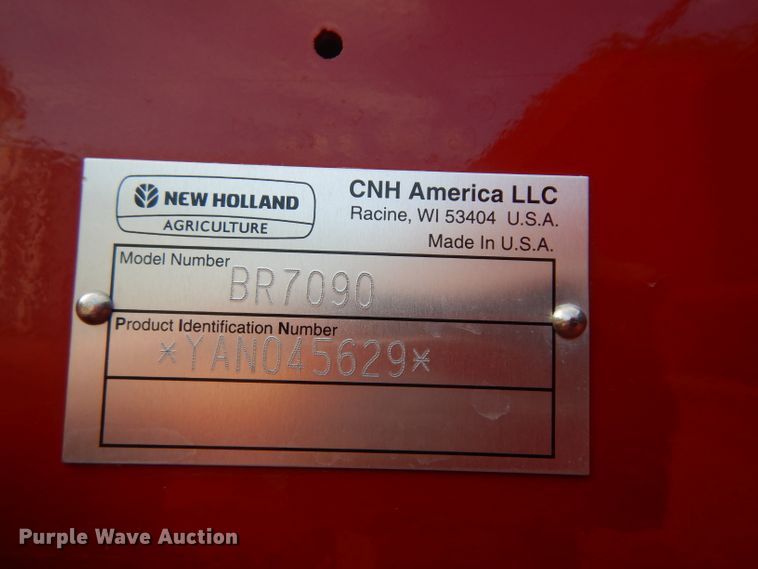 NEW HOLLAND
AGRICULTURE
CNH America LLC
Racine, WI 53404 U.S.A.
Made In U.S.A.
Model Number
BR7090
Product Identification Number
*YAN045629*
Purple Wave Auction